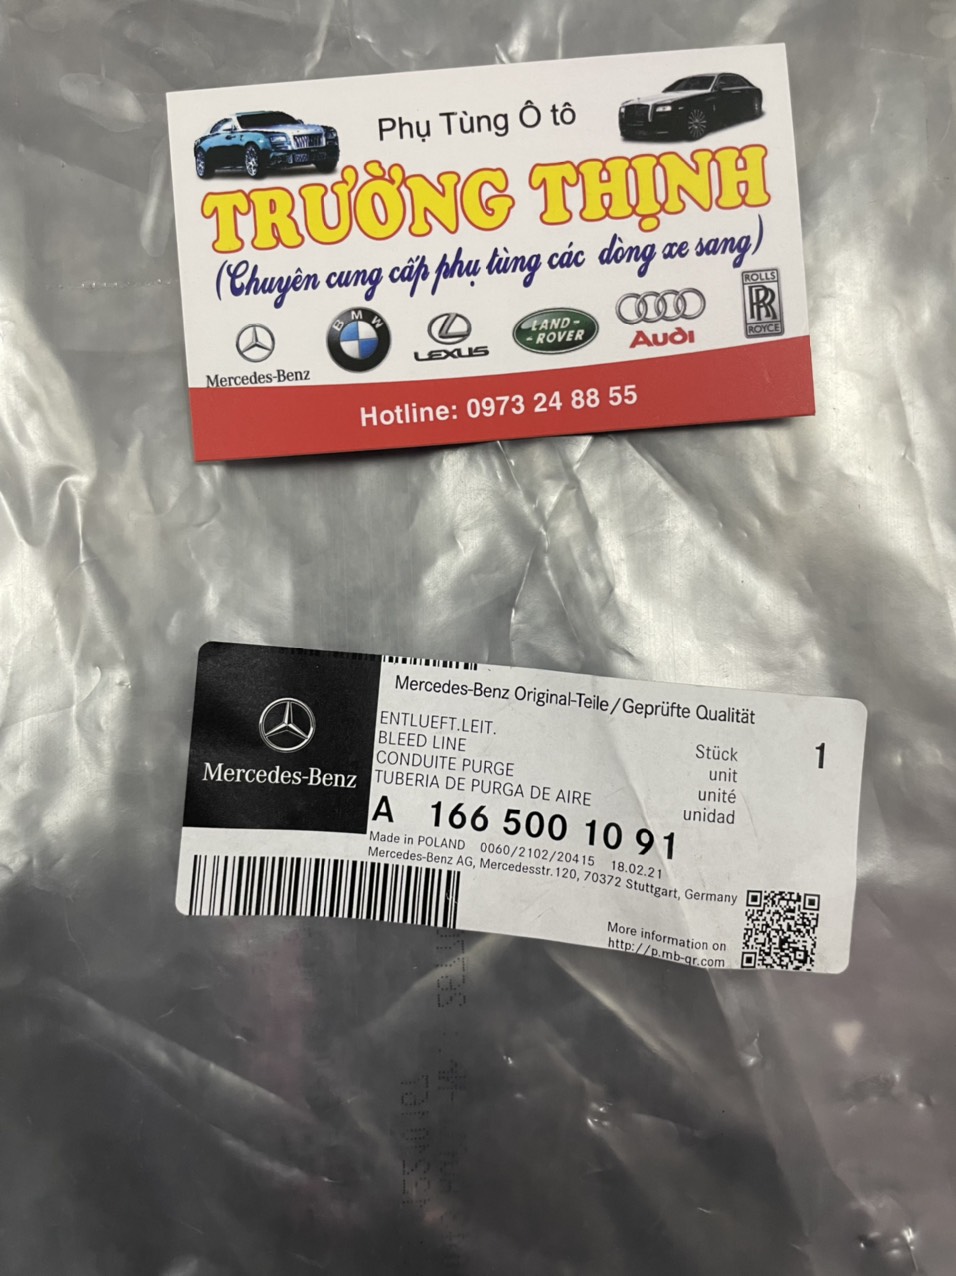 Phụ Tùng Ô tô
TRƯỜNG THỊNH
(Chuyên cung cấp phụ tùng các dòng xe sang)
Mercedes-Benz
BMW
LEXUS
LAND-
-ROVER
Audi
ROLLS
RR
ROYCE
Hotline: 0973 24 88 55
Mercedes-Benz Original-Teile/Geprüfte Qualität
Mercedes-Benz
ENTLUEFT.LEIT.
BLEED LINE
CONDUITE PURGE
TUBERIA DE PURGA DE AIRE
Stück 1
unit
unité
unidad
A 166 500 10 91
Made in POLAND 0060/2102/20415 18.02.21
Mercedes-Benz AG, Mercedesstr.120, 70372 Stuttgart, Germany
More information on
http://p.mb-qr.com